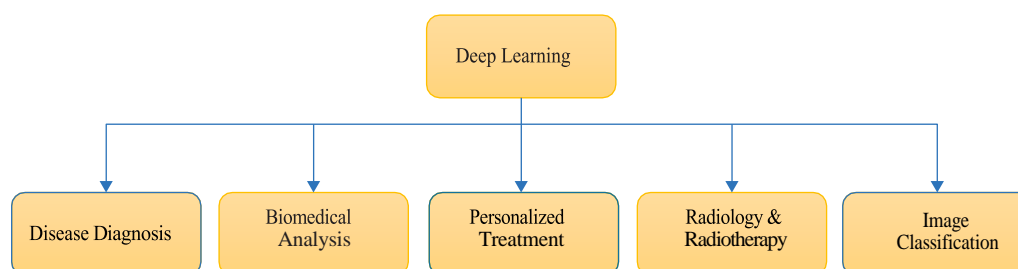 Deep Learning
Disease Diagnosis
Biomedical
Analysis
Personalized
Treatment
Radiology &
Radiotherapy
Image
Classification